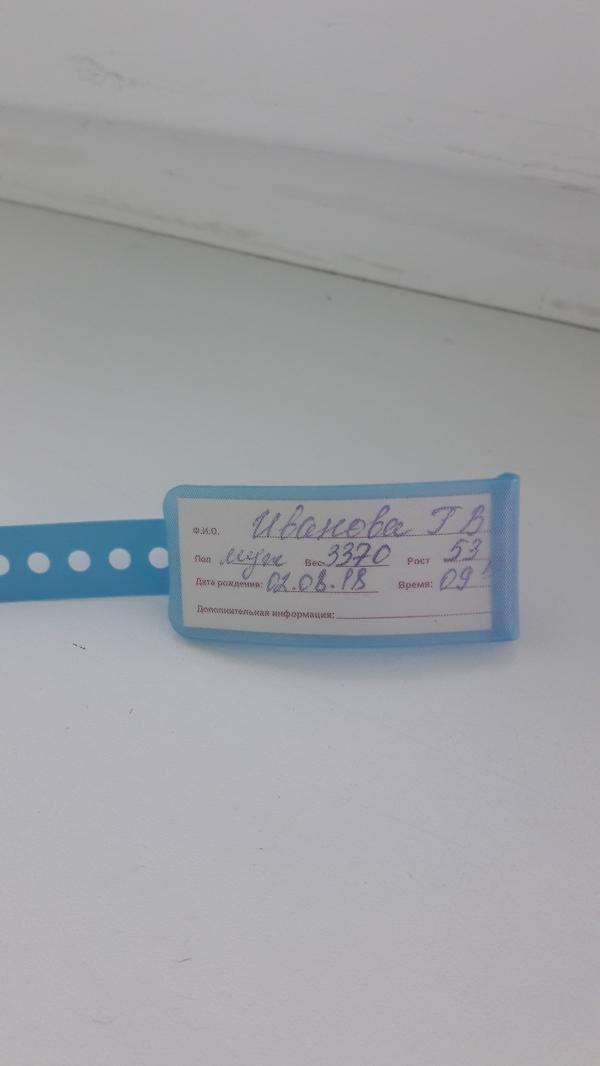 Ф.И.О. Иванова Г В
Пол муж Вес 3370 Рост 53
Дата рождения: 02.08.18 Время: 09
Дополнительная информация: